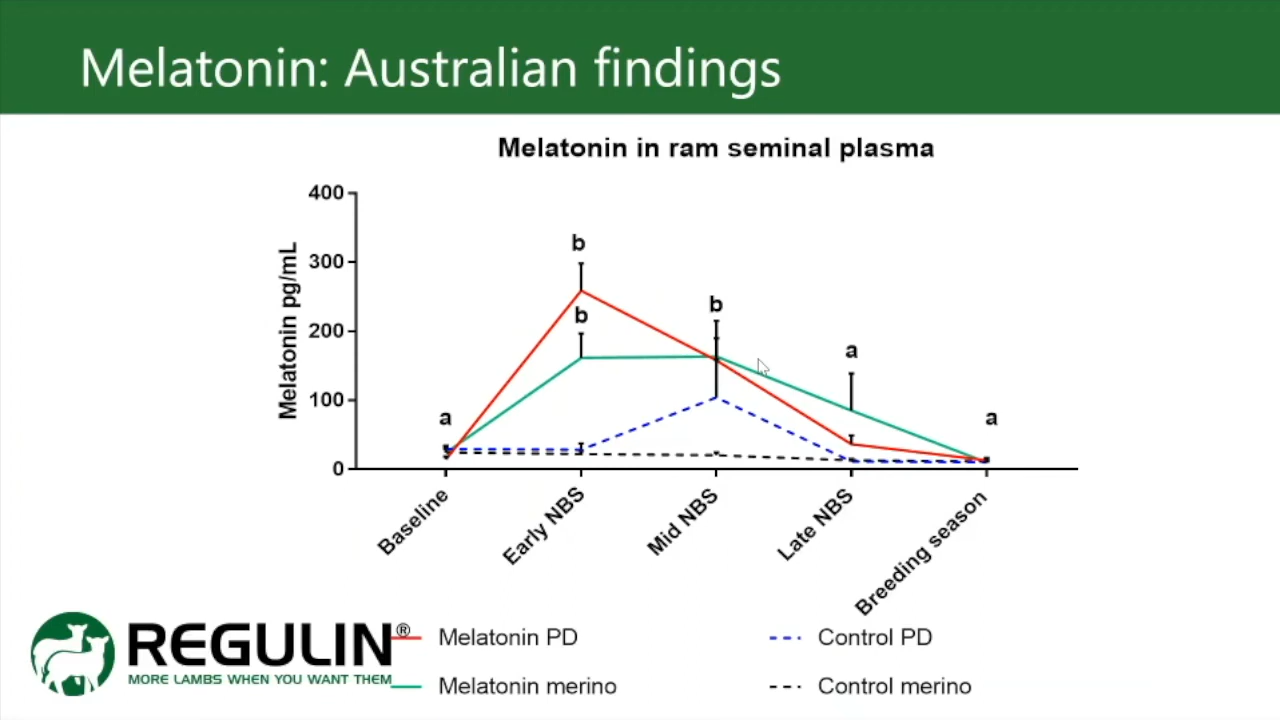 Melatonin: Australian findings
Melatonin in ram seminal plasma
400
300
200
100
0
Melatonin pg/mL
a
b
b
b
a
a
Baseline
Early NBS
Mid NBS
Late NBS
Breeding season
REGULIN®
MORE LAMBS WHEN YOU WANT THEM
Melatonin PD
Control PD
Melatonin merino
Control merino